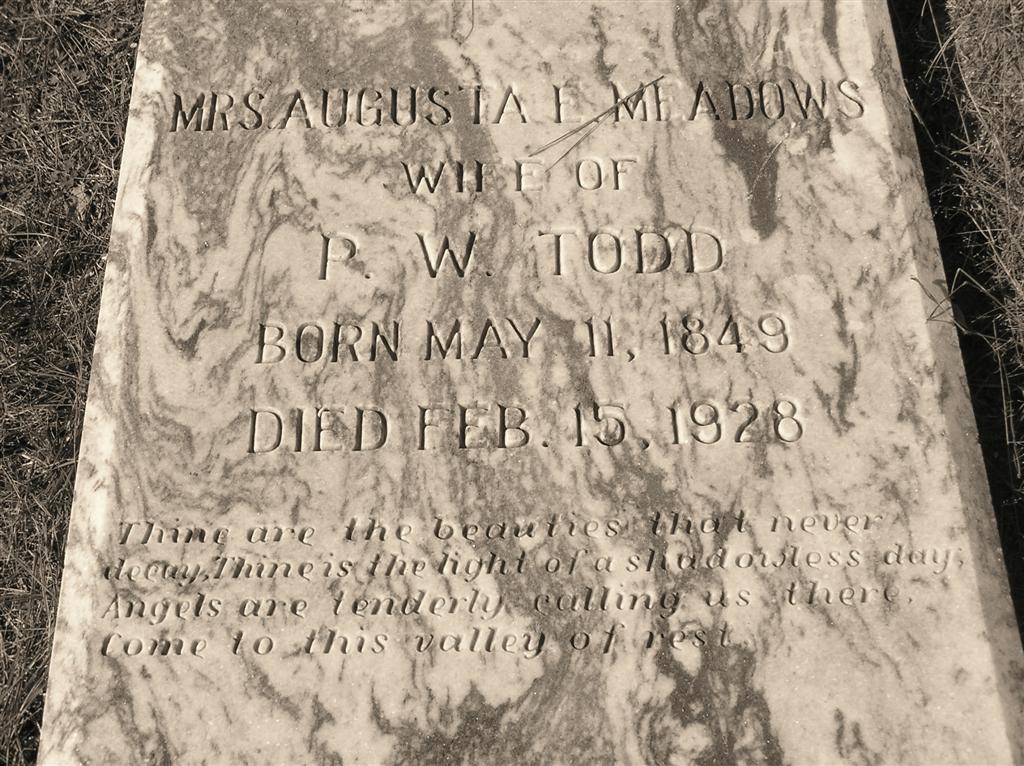 MRS. AUGUSTA E. MEADOWS
WIFE OF
P. W. TODD
BORN MAY 11, 1849
DIED FEB. 15, 1928
Thine are the beauties that never
decay, Thine is the light of a shadowless day,
Angels are tenderly calling us there,
Come to this valley of rest.